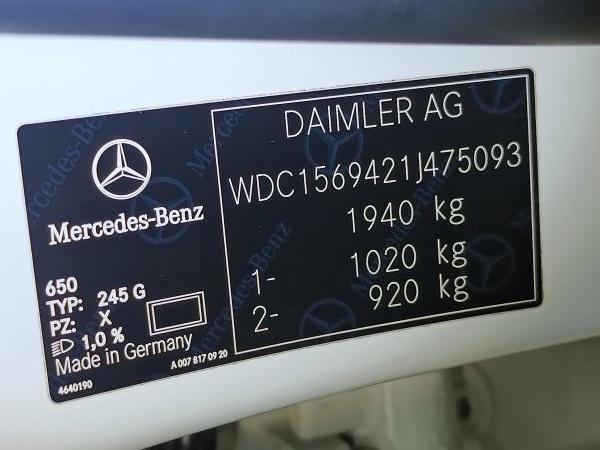 Mercedes-Benz
650
TYP: 245 G
PZ: X
1,0 %
Made in Germany
A 007 817 09 20
4640190
DAIMLER AG
WDC1569421J475093
1940 kg
1- 1020 kg
2- 920 kg